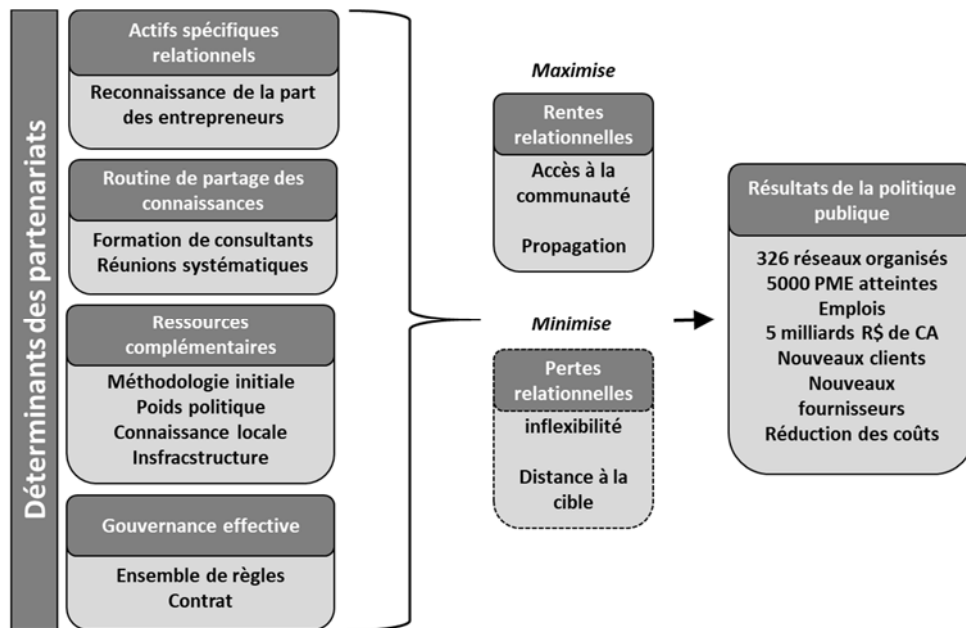 Déterminants des partenariats
Actifs spécifiques
relationnels
Reconnaissance de la part
des entrepreneurs
Routine de partage des
connaissances
Formation de consultants
Réunions systématiques
Ressources
complémentaires
Méthodologie initiale
Poids politique
Connaissance locale
Insfracstructure
Gouvernance effective
Ensemble de règles
Contrat
Maximise
Rentes
relationnelles
Accès à la
communauté
Propagation
Minimise
Pertes
relationnelles
inflexibilité
Distance à la
cible
Résultats de la politique
publique
326 réseaux organisés
5000 PME atteintes
Emplois
5 milliards R$ de CA
Nouveaux clients
Nouveaux
fournisseurs
Réduction des coûts